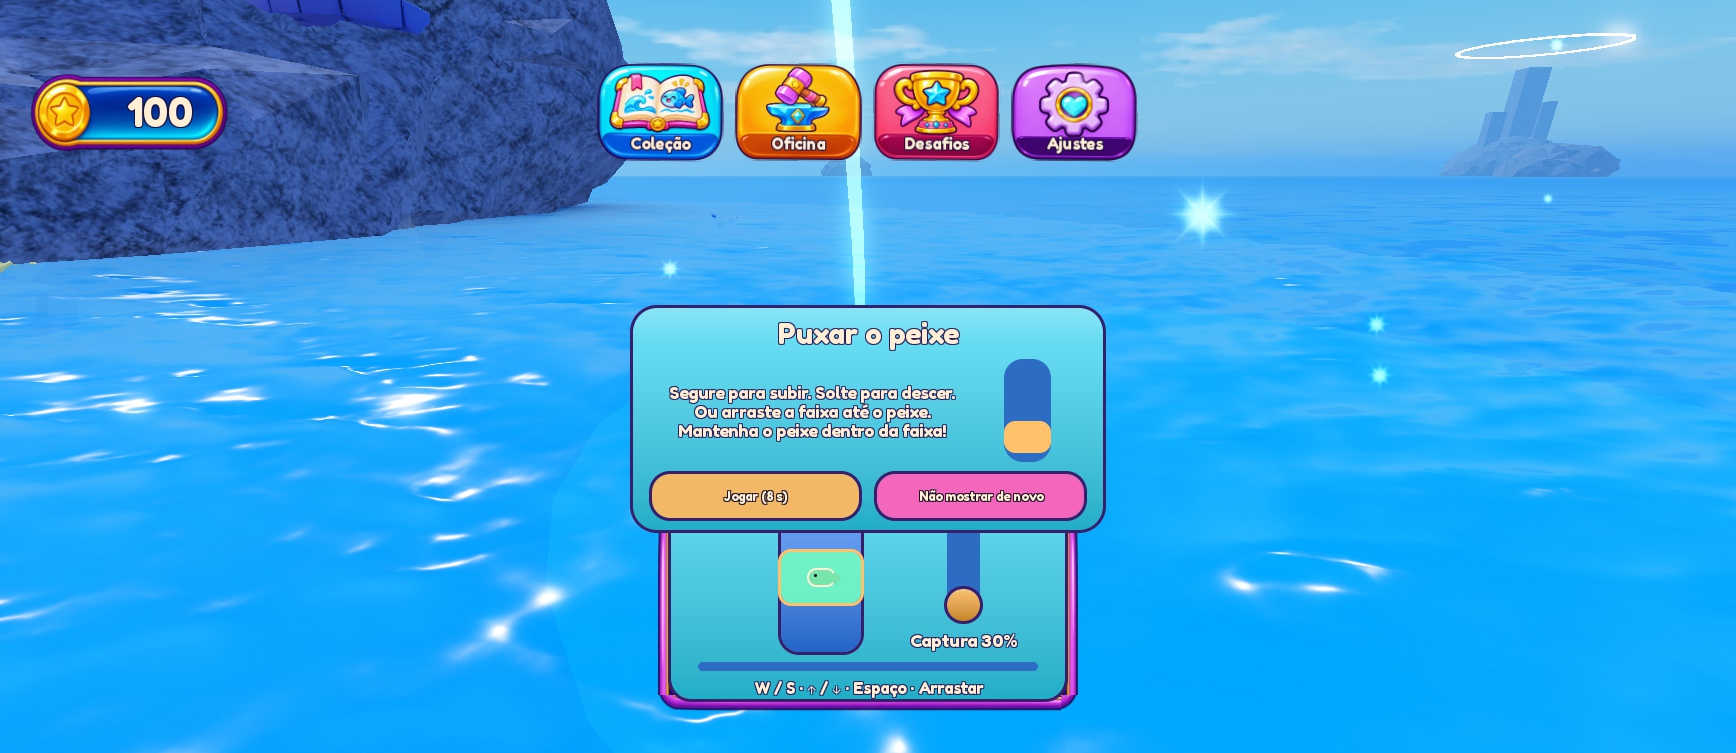 100
Coleção
Oficina
Desafios
Ajustes
Puxar o peixe
Segure para subir. Solte para descer.
Ou arraste a faixa até o peixe.
Mantenha o peixe dentro da faixa!
Jogar (8 s)
Não mostrar de novo
Captura 30%
W / S · ↑ / ↓ · Espaço · Arrastar